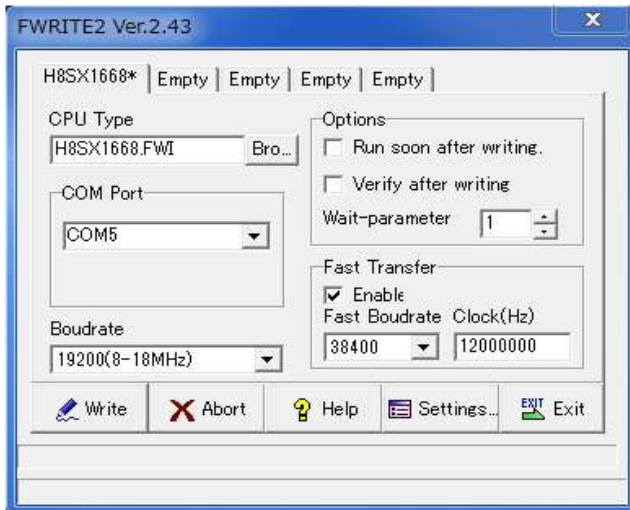 FWRITE2 Ver.2.43
H8SX1668* Empty Empty Empty Empty
CPU Type
H8SX1668.FWI Bro...
COM Port
COM5
Boudrate
19200(8-18MHz)
Options
Run soon after writing.
Verify after writing
Wait-parameter 1
Fast Transfer
Enable
Fast Boudrate Clock(Hz)
38400 12000000
Write Abort Help Settings... EXIT Exit